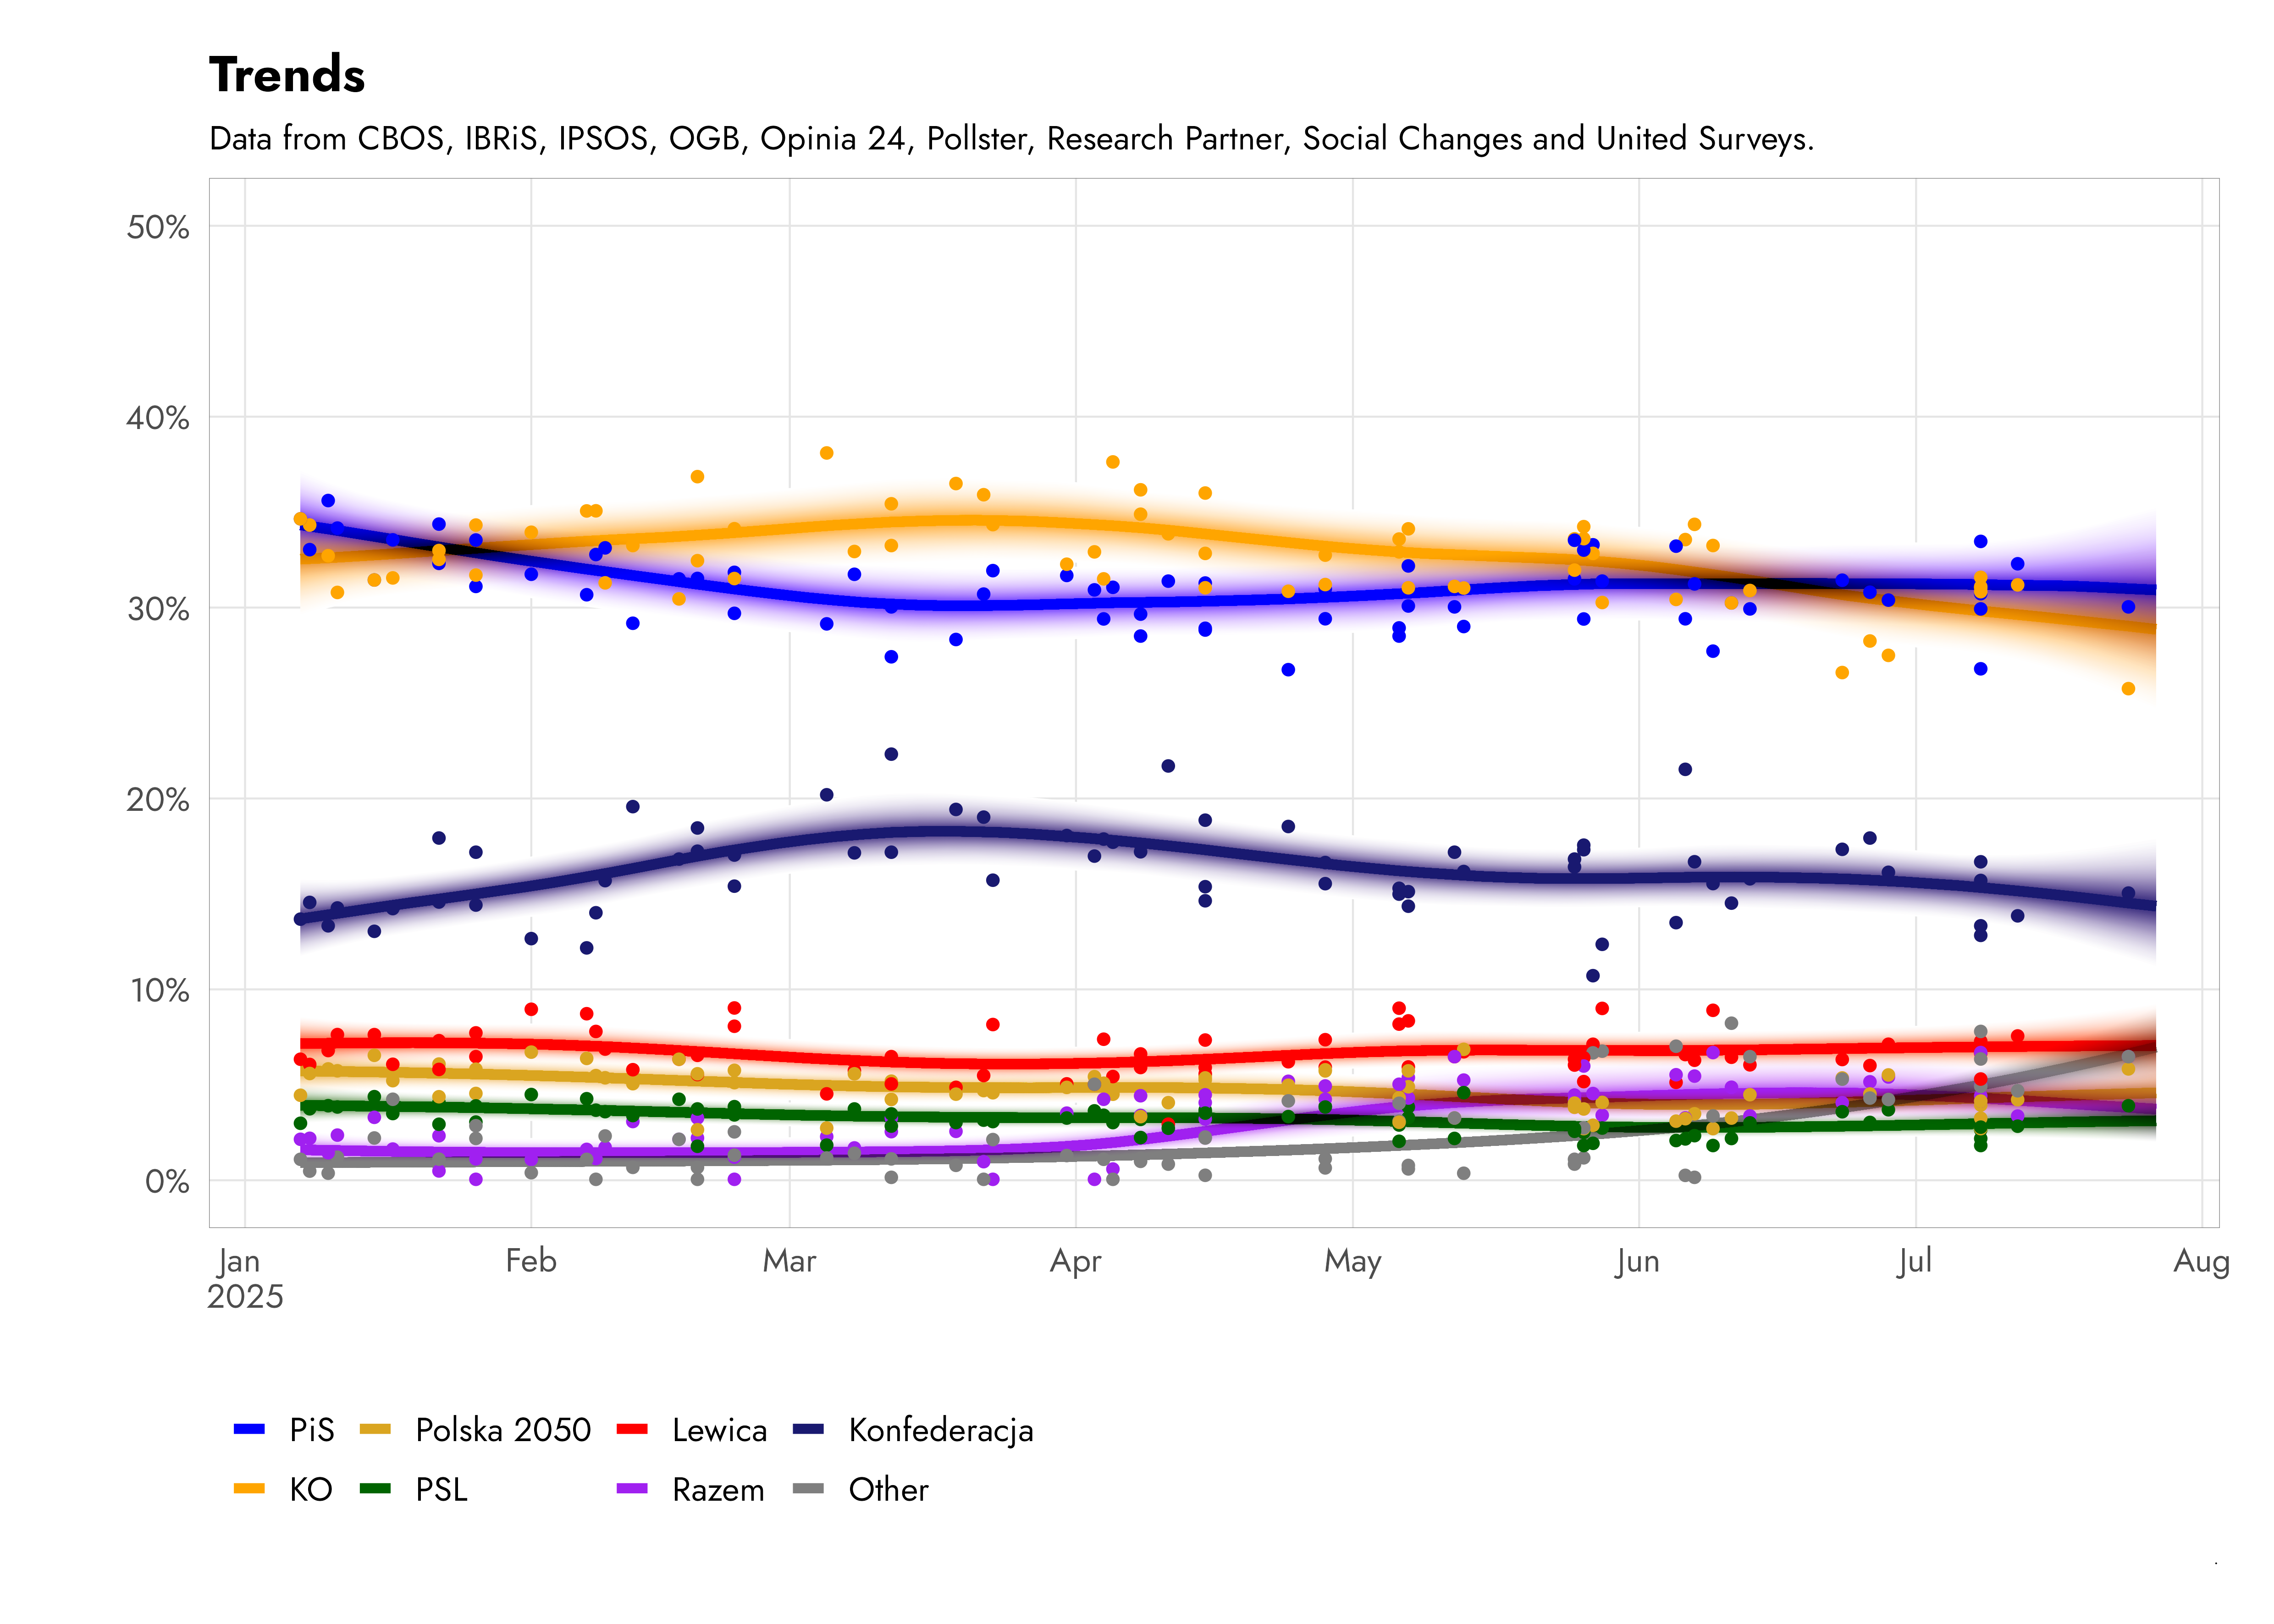 Trends
Data from CBOS, IBRiS, IPSOS, OGB, Opinia 24, Pollster, Research Partner, Social Changes and United Surveys.
50%
40%
30%
20%
10%
0%
Jan Feb Mar Apr May Jun Jul Aug
2025
PiS Polska 2050 Lewica Konfederacja
KO PSL Razem Other
.